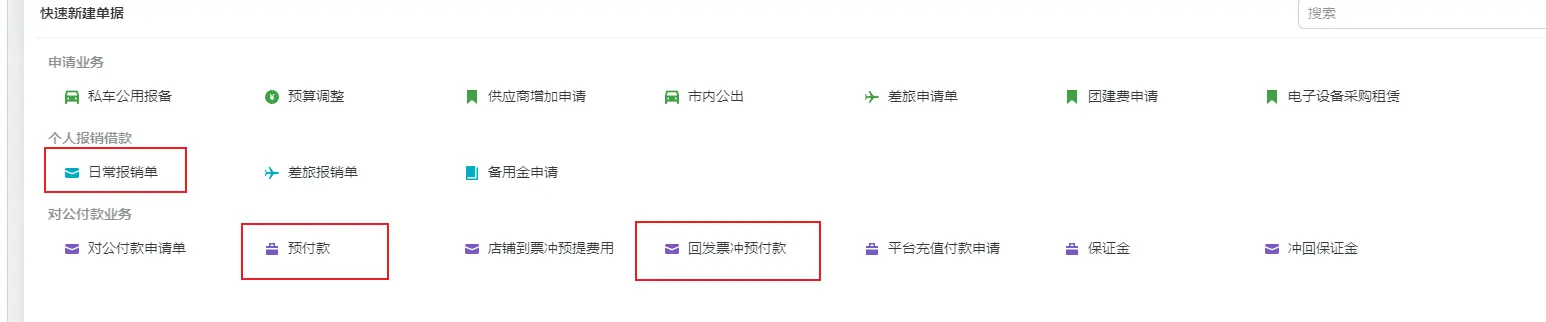 快速新建单据
搜索
申请业务
私车公用报备 预算调整 供应商增加申请 市内公出 差旅申请单 团建费申请 电子设备采购租赁
个人报销借款
日常报销单 差旅报销单 备用金申请
对公付款业务
对公付款申请单 预付款 店铺到票冲预提费用 回发票冲预付款 平台充值付款申请 保证金 冲回保证金